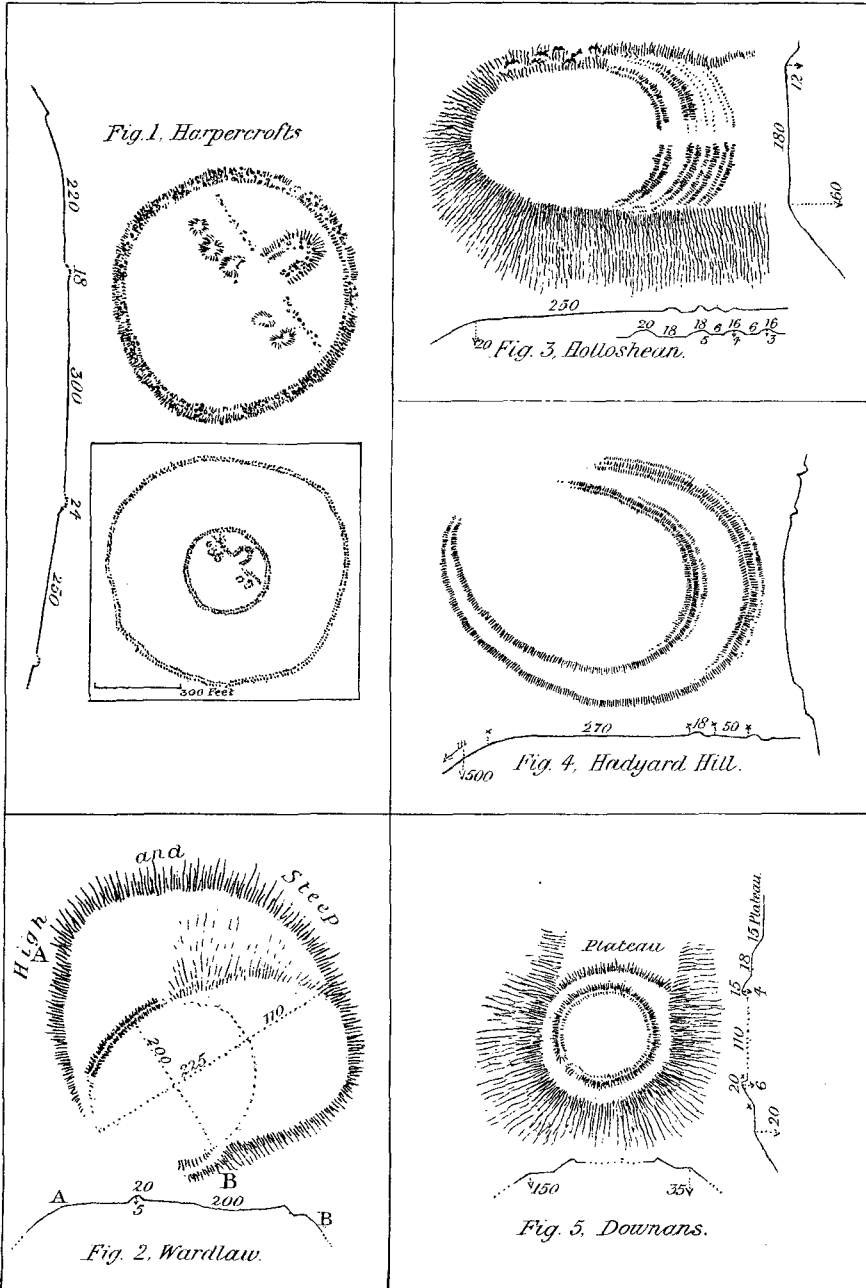 Fig. 1, Harpercrofts
220
18
300
24
250
300 Feet
12
180
60
250
20
20 18 18 6 16 6 16
5 4 3
Fig. 3, Holloshean.
270
18
50
500
Fig. 4, Hadyard Hill.
High and Steep
A
110
200
225
B
A
20
5
200
B
Fig. 2, Wardlaw.
Plateau
15 Plateau.
18
15
4
110
20
6
20
150
35
Fig. 5, Downans.